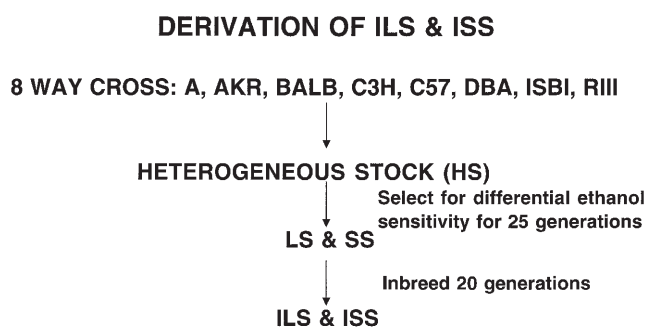 DERIVATION OF ILS & ISS
8 WAY CROSS: A, AKR, BALB, C3H, C57, DBA, ISBI, RIII
HETEROGENEOUS STOCK (HS)
Select for differential ethanol
sensitivity for 25 generations
LS & SS
Inbreed 20 generations
ILS & ISS